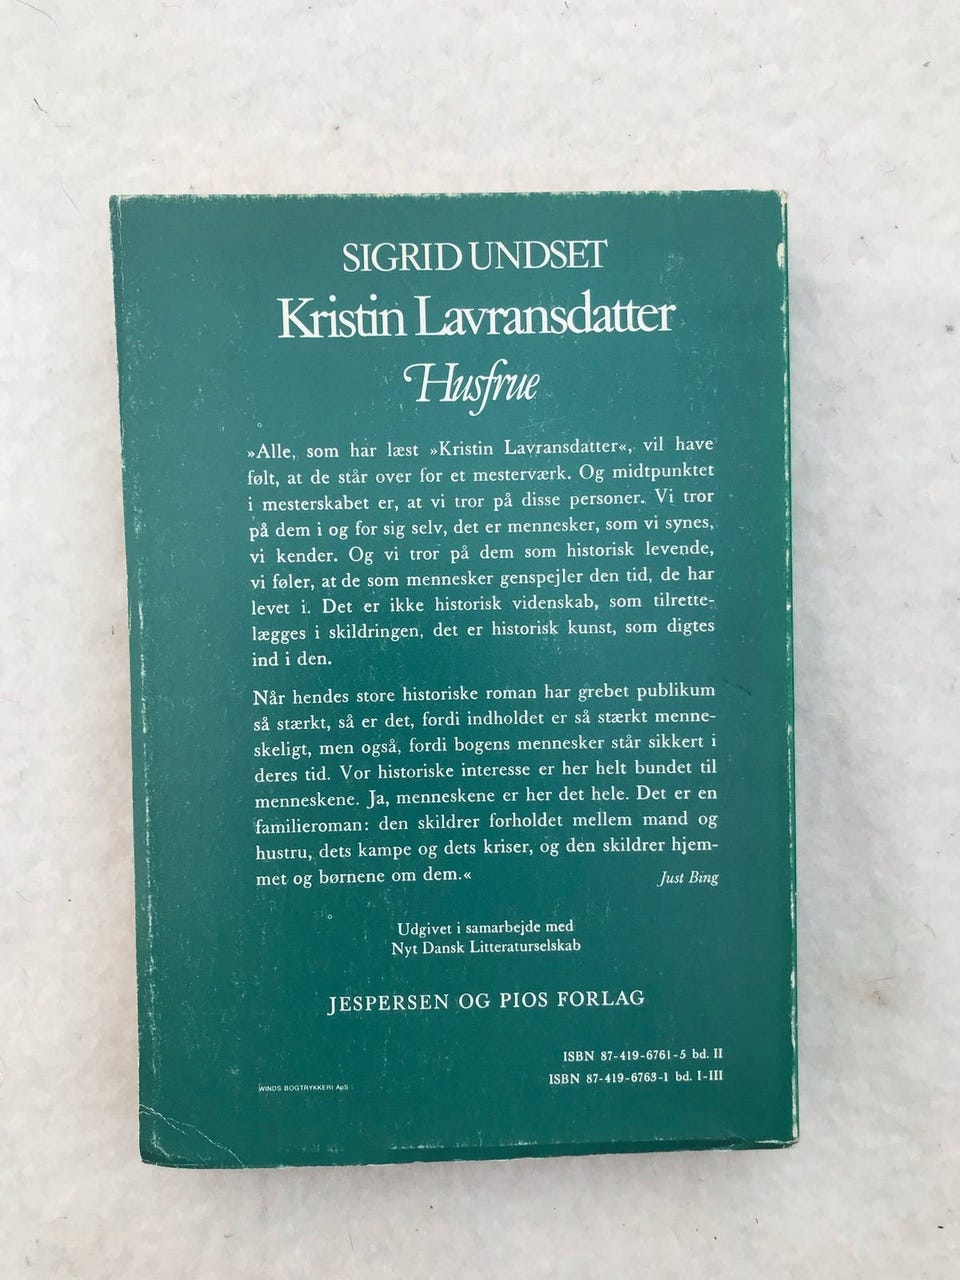 SIGRID UNDSET
Kristin Lavransdatter
Husfrue
»Alle, som har læst »Kristin Lavransdatter«, vil have
følt, at de står over for et mesterværk. Og midtpunktet
i mesterskabet er, at vi tror på disse personer. Vi tror
på dem i og for sig selv, det er mennesker, som vi synes,
vi kender. Og vi tror på dem som historisk levende,
vi føler, at de som mennesker genspejler den tid, de har
levet i. Det er ikke historisk videnskab, som tilrette-
lægges i skildringen, det er historisk kunst, som digtes
ind i den.
Når hendes store historiske roman har grebet publikum
så stærkt, så er det, fordi indholdet er så stærkt menne-
skeligt, men også, fordi bogens mennesker står sikkert i
deres tid. Vor historiske interesse er her helt bundet til
menneskene. Ja, menneskene er her det hele. Det er en
familieroman: den skildrer forholdet mellem mand og
hustru, dets kampe og dets kriser, og den skildrer hjem-
met og børnene om dem.« Just Bing
Udgivet i samarbejde med
Nyt Dansk Litteraturselskab
JESPERSEN OG PIOS FORLAG
ISBN 87-419-6761-5 bd. II
ISBN 87-419-6763-1 bd. I-III
WINDS BOGTRYKKERI ApS